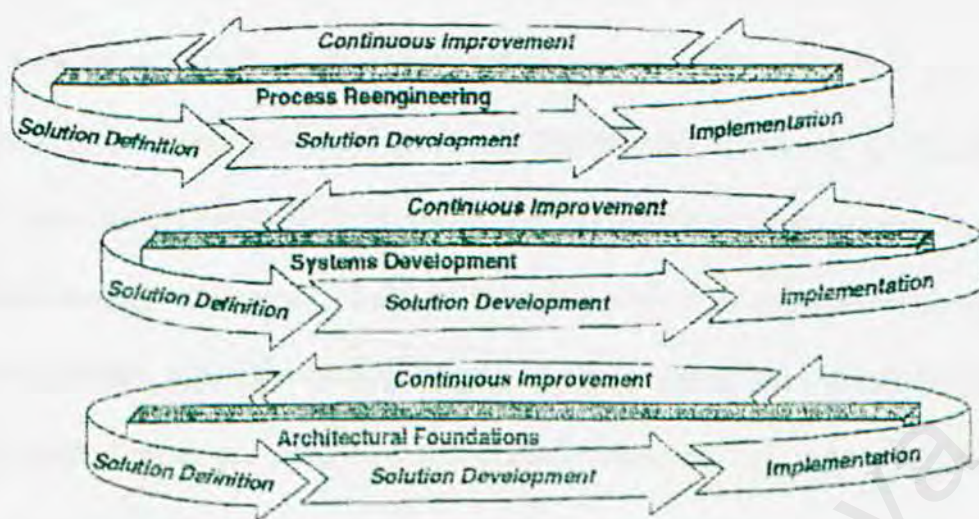 Continuous Improvement
Process Reengineering
Solution Definition
Solution Development
Implementation
Continuous Improvement
Systems Development
Solution Definition
Solution Development
Implementation
Continuous Improvement
Architectural Foundations
Solution Definition
Solution Development
Implementation